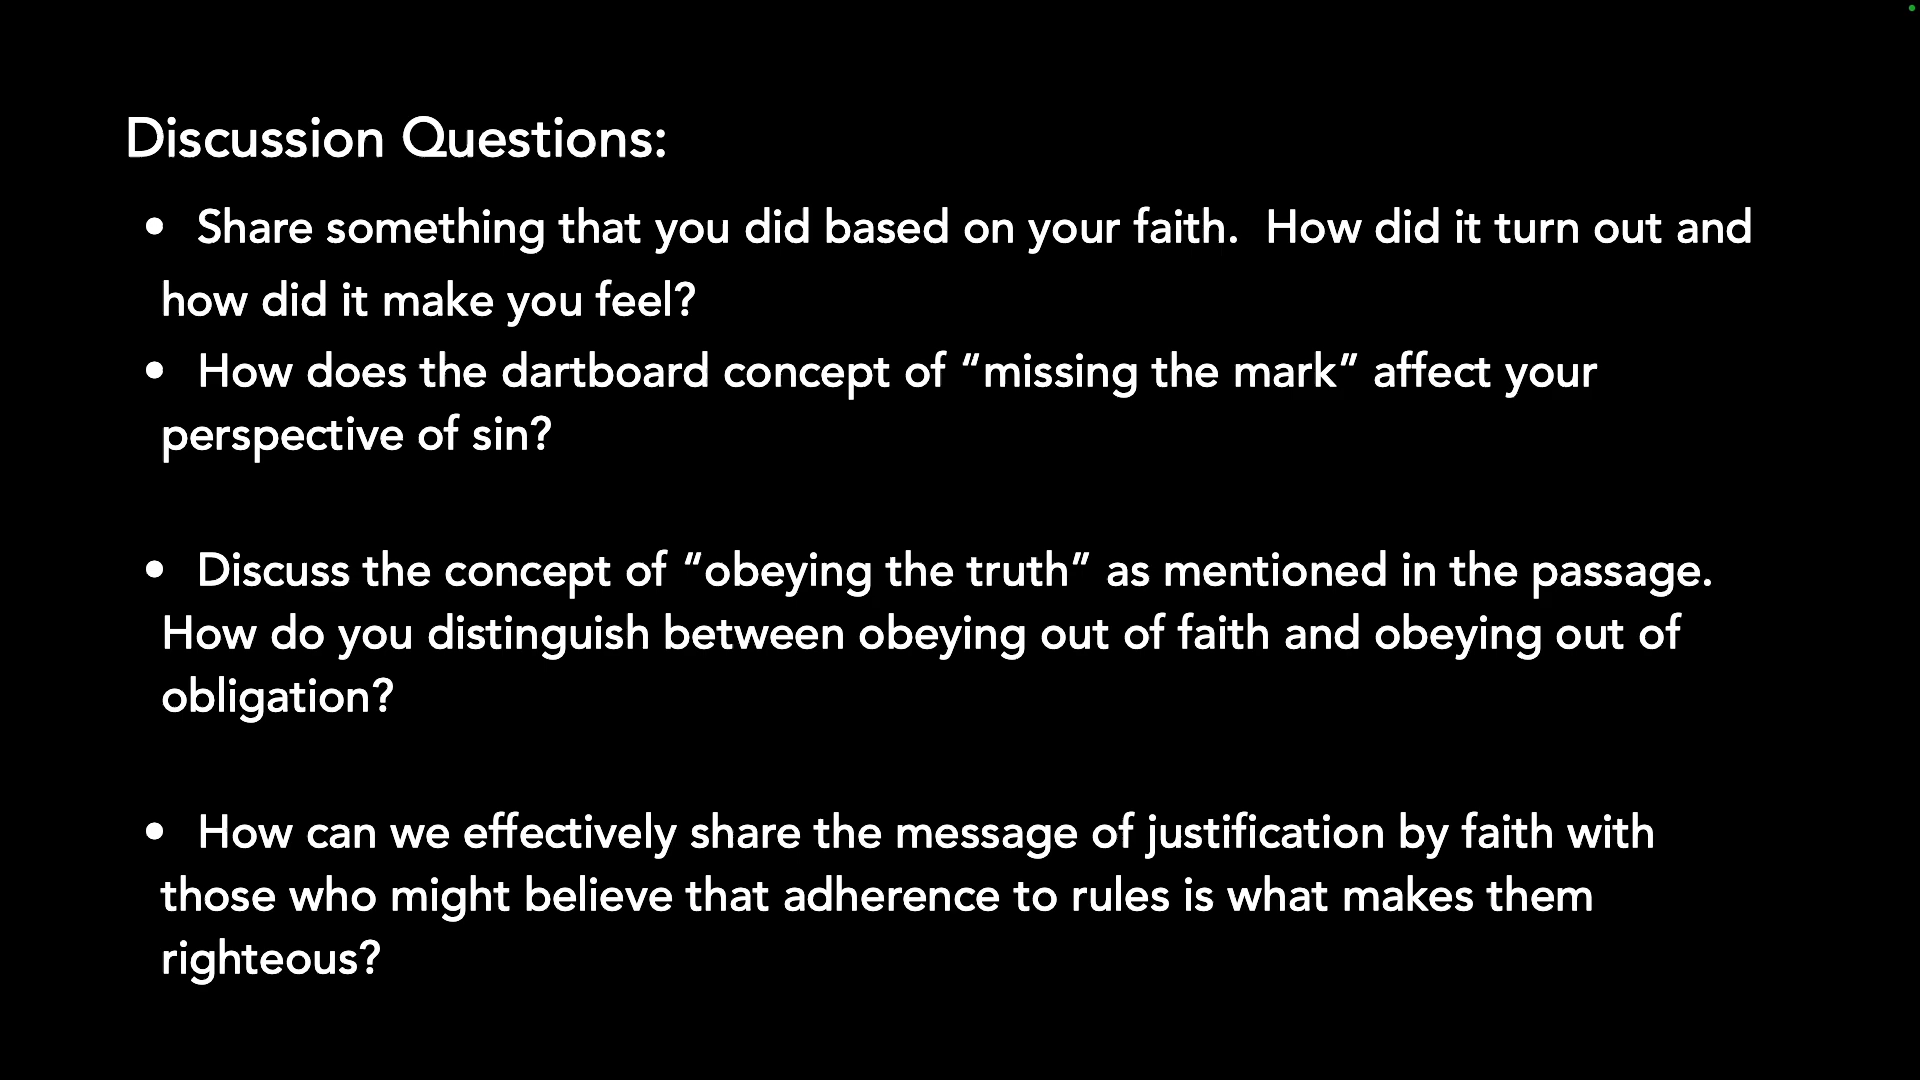 Discussion Questions:
• Share something that you did based on your faith.  How did it turn out and
how did it make you feel?
• How does the dartboard concept of “missing the mark” affect your
perspective of sin?
• Discuss the concept of “obeying the truth” as mentioned in the passage.
How do you distinguish between obeying out of faith and obeying out of
obligation?
• How can we effectively share the message of justification by faith with
those who might believe that adherence to rules is what makes them
righteous?